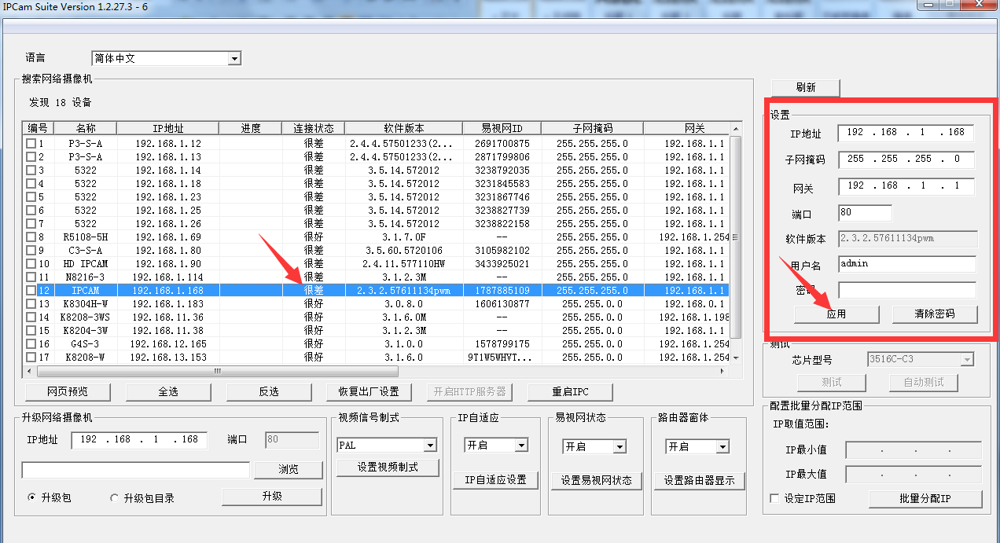 IPCam Suite Version 1.2.27.3 - 6
语言 简体中文
搜索网络摄像机
发现 18 设备
编号 名称 IP地址 进度 连接状态 软件版本 易视网ID 子网掩码 网关
1 P3-S-A 192.168.1.12 很差 2.4.4.57501233(2... 2691700875 255.255.255.0 192.168.1.1
2 P3-S-A 192.168.1.13 很差 2.4.4.57501233(2... 2871799806 255.255.255.0 192.168.1.1
3 5322 192.168.1.14 很差 3.5.14.572012 3238792035 255.255.255.0 192.168.1.1
4 5322 192.168.1.18 很差 3.5.14.572012 3231845583 255.255.255.0 192.168.1.1
5 5322 192.168.1.23 很差 3.5.14.572012 3231867746 255.255.255.0 192.168.1.1
6 5322 192.168.1.25 很差 3.5.14.572012 3238827739 255.255.255.0 192.168.1.1
7 5322 192.168.1.26 很差 3.5.14.572012 3238822158 255.255.255.0 192.168.1.1
8 R5108-5H 192.168.1.69 很好 3.1.7.0F -- 255.255.255.0 192.168.1.254
9 C3-S-A 192.168.1.80 很差 3.5.60.5720106 3105982102 255.255.255.0 192.168.1.1
10 HD IPCAM 192.168.1.90 很差 2.4.11.577110HW 3433925021 255.255.255.0 192.168.1.1
11 N8216-3 192.168.1.114 很差 3.1.2.3M -- 255.255.255.0 192.168.1.1
12 IPCAM 192.168.1.168 很差 2.3.2.57611134pwm 1787885109 255.255.255.0 192.168.1.1
13 K8304H-W 192.168.1.183 很好 3.0.8.0 1606130877 255.255.0.0 192.168.0.1
14 K8208-3WS 192.168.11.36 很好 3.1.6.0M -- 255.255.0.0 192.168.1.198
15 K8204-3W 192.168.11.38 很好 3.1.2.3M -- 255.255.0.0 192.168.1.1
16 G4S-3 192.168.12.165 很好 3.1.0.0 1578799175 255.255.0.0 192.168.1.254
17 K8208-W 192.168.13.153 很好 3.1.6.0 9T1W5WHVT... 255.255.0.0 192.168.1.254
网页预览 全选 反选 恢复出厂设置 开启HTTP服务器 重启IPC
刷新
设置
IP地址 192 . 168 . 1 . 168
子网掩码 255 . 255 . 255 . 0
网关 192 . 168 . 1 . 1
端口 80
软件版本 2.3.2.57611134pwm
用户名 admin
密码
应用 清除密码
测试
芯片型号 3516C-C3
测试 自动测试
升级网络摄像机
IP地址 192 . 168 . 1 . 168 端口 80
浏览
升级包 升级包目录 升级
视频信号制式
PAL
设置视频制式
IP自适应
开启
IP自适应设置
易视网状态
开启
设置易视网状态
路由器窗体
开启
设置路由器显示
配置批量分配IP范围
IP取值范围:
IP最小值 . . .
IP最大值 . . .
设定IP范围 批量分配IP